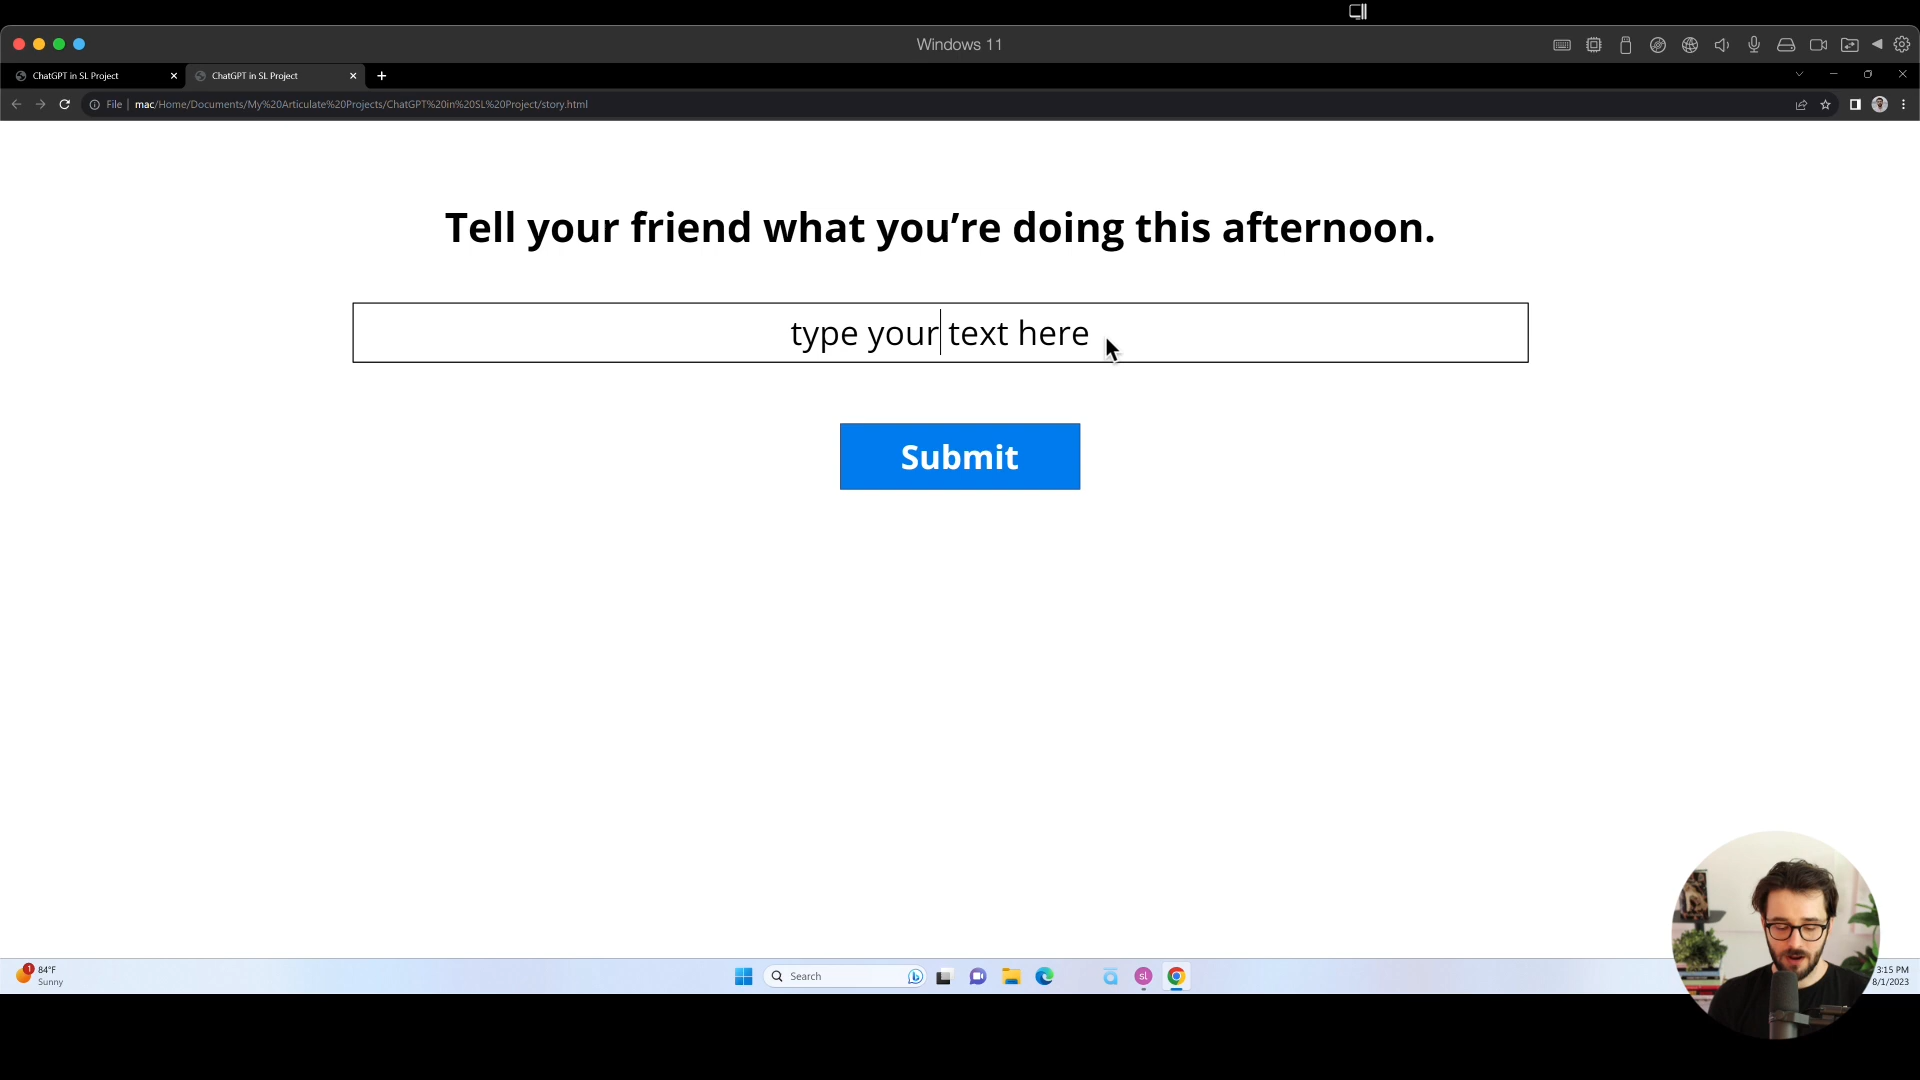 Windows 11
ChatGPT in SL Project
ChatGPT in SL Project
File
mac/Home/Documents/My%20Articulate%20Projects/ChatGPT%20in%20SL%20Project/story.html
Tell your friend what you’re doing this afternoon.
type your text here
Submit
1
84°F
Sunny
Search
sl
3:15 PM
8/1/2023